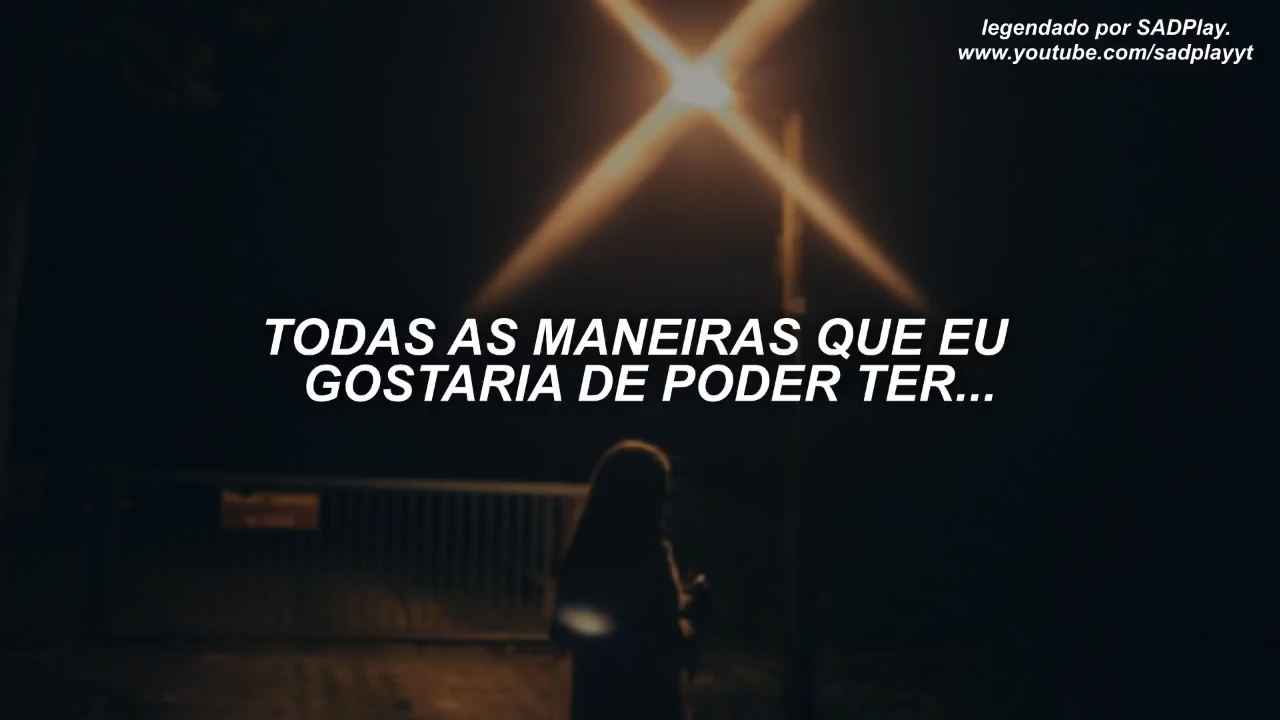 legendado por SADPlay.
www.youtube.com/sadplayyt
TODAS AS MANEIRAS QUE EU
GOSTARIA DE PODER TER...